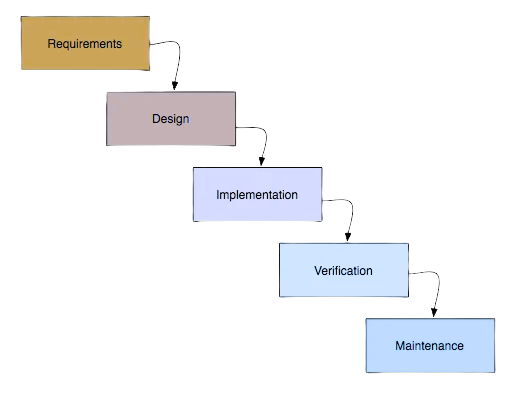 Requirements
Design
Implementation
Verification
Maintenance